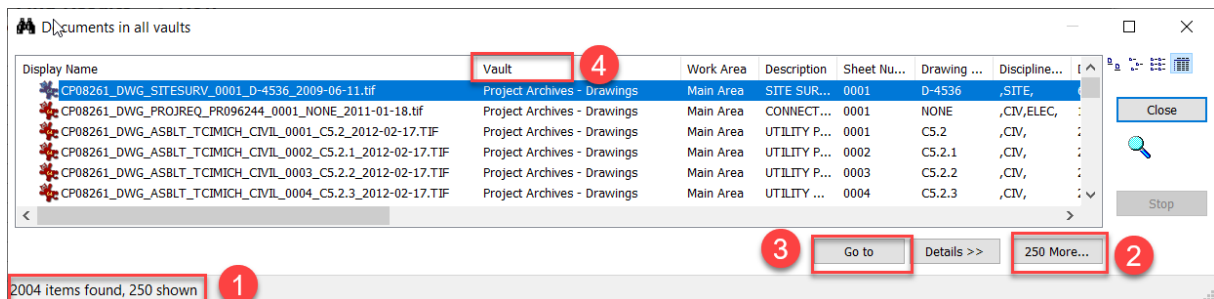 Documents in all vaults
Display Name Vault 4 Work Area Description Sheet Nu... Drawing ... Discipline...
CP08261_DWG_SITESURV_0001_D-4536_2009-06-11.tif Project Archives - Drawings Main Area SITE SUR... 0001 D-4536 ,SITE,
CP08261_DWG_PROJREQ_PR096244_0001_NONE_2011-01-18.tif Project Archives - Drawings Main Area CONNECT... 0001 NONE ,CIV,ELEC,
Close
CP08261_DWG_ASBLT_TCIMICH_CIVIL_0001_C5.2_2012-02-17.TIF Project Archives - Drawings Main Area UTILITY P... 0001 C5.2 ,CIV,
CP08261_DWG_ASBLT_TCIMICH_CIVIL_0002_C5.2.1_2012-02-17.TIF Project Archives - Drawings Main Area UTILITY P... 0002 C5.2.1 ,CIV,
CP08261_DWG_ASBLT_TCIMICH_CIVIL_0003_C5.2.2_2012-02-17.TIF Project Archives - Drawings Main Area UTILITY P... 0003 C5.2.2 ,CIV,
CP08261_DWG_ASBLT_TCIMICH_CIVIL_0004_C5.2.3_2012-02-17.TIF Project Archives - Drawings Main Area UTILITY ... 0004 C5.2.3 ,CIV,
Stop
3 Go to Details >> 250 More... 2
2004 items found, 250 shown 1